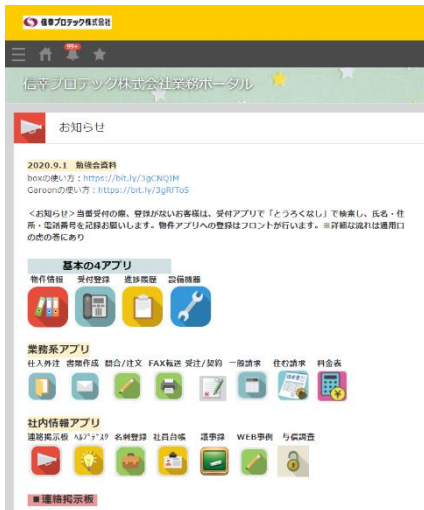 信幸プロテック株式会社
99+
信幸プロテック株式会社業務ポータル
お知らせ
2020.9.1 勉強会資料
boxの使い方：https://bit.ly/3gCNQ1M
Garoonの使い方：https://bit.ly/3gRfToS
＜お知らせ＞当番受付の際、登録がないお客様は、受付アプリで「とうろくなし」で検索し、氏名・住
所・電話番号を記録お願いします。物件アプリへの登録はフロントが行います。※詳細な流れは通用口
の虎の巻にあり
基本の4アプリ
物件情報 受付登録 進捗履歴 設備機器
業務系アプリ
仕入外注 書類作成 問合/注文 FAX転送 受注/契約 一般請求 住む請求 料金表
社内情報アプリ
連絡掲示板 ﾍﾙﾌﾟﾃﾞｽｸ 名刺登録 社員台帳 議事録 WEB事例 与信調査
■連絡掲示板